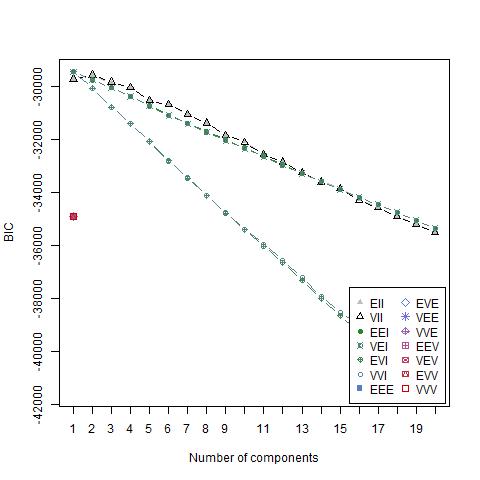 -30000
-32000
-34000
-36000
-38000
-40000
-42000
BIC
EII
VII
EEI
VEI
EVI
VVI
EEE
EVE
VEE
VVE
EEV
VEV
EVV
VVV
1 2 3 4 5 6 7 8 9 11 13 15 17 19
Number of components